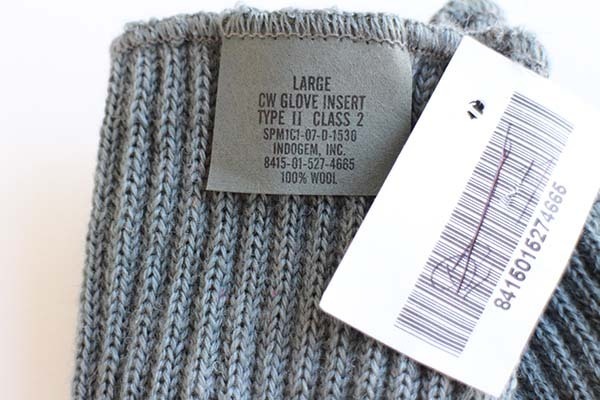 LARGE
CW GLOVE INSERT
TYPE II CLASS 2
SPM1C1-07-D-1530
INDOGEM, INC.
8415-01-527-4665
100% WOOL
8415015274665